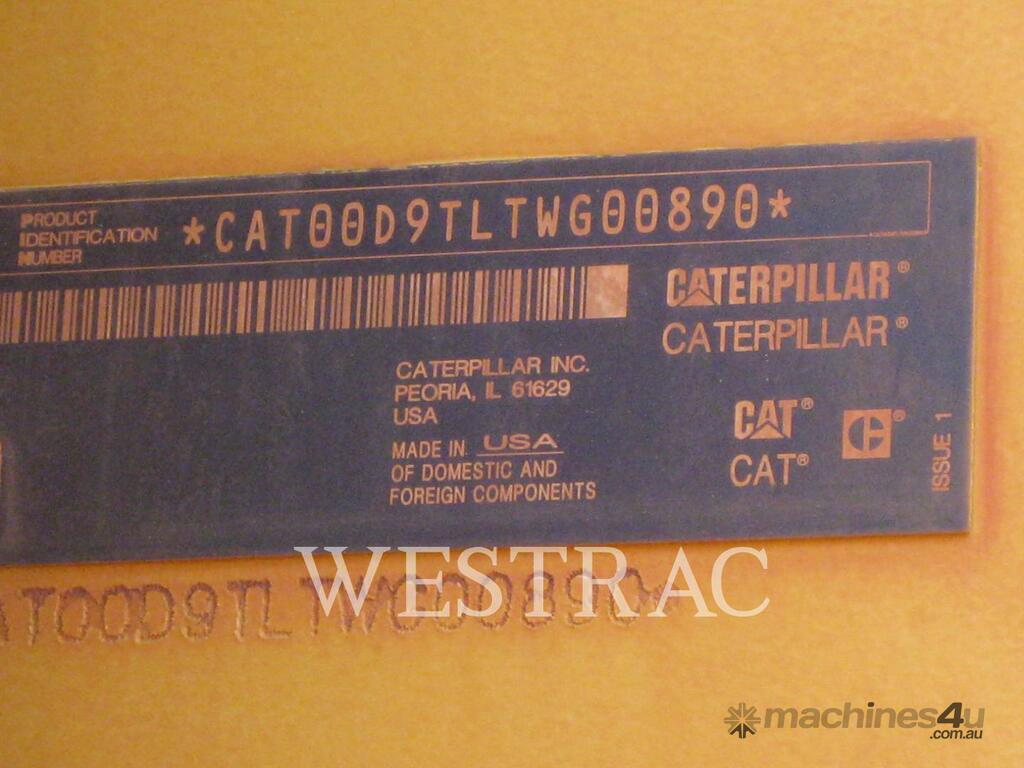 PRODUCT
IDENTIFICATION
NUMBER
*CAT00D9TLTWG00890*
CATERPILLAR®
CATERPILLAR®
CATERPILLAR INC.
PEORIA, IL 61629
USA
MADE IN USA
OF DOMESTIC AND
FOREIGN COMPONENTS
CAT®
CAT®
ISSUE 1
WESTRAC
AT00D9TLTWG00890*
machines4u
.com.au